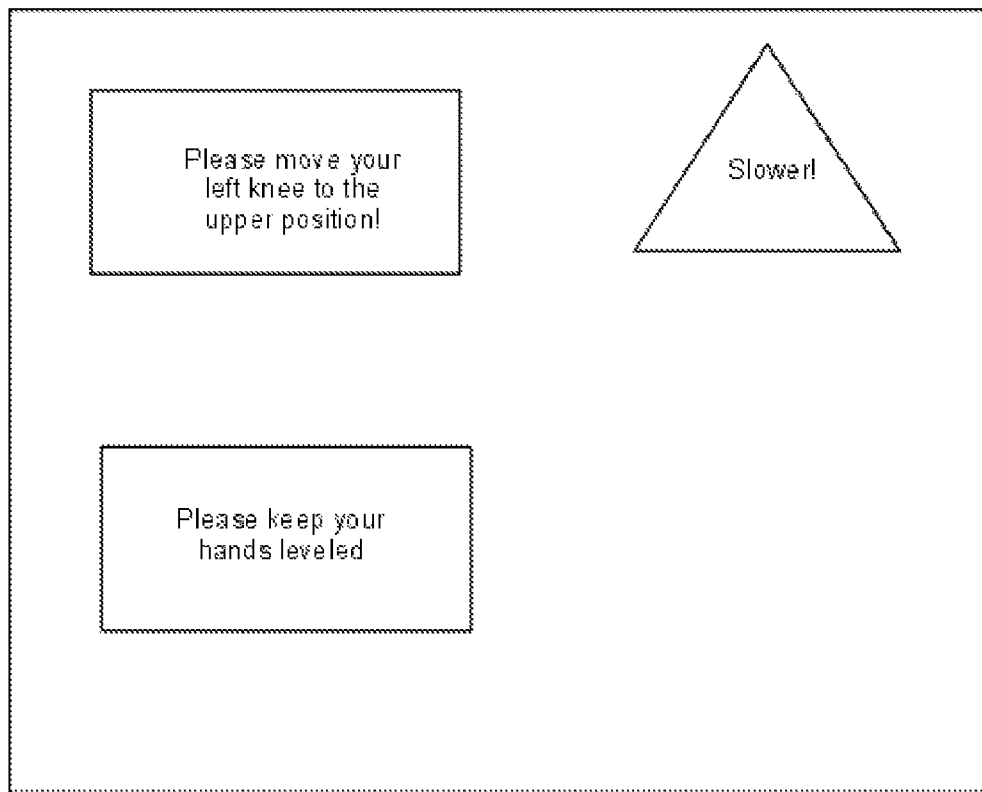 Please move your
left knee to the
upper position!
Slower!
Please keep your
hands leveled